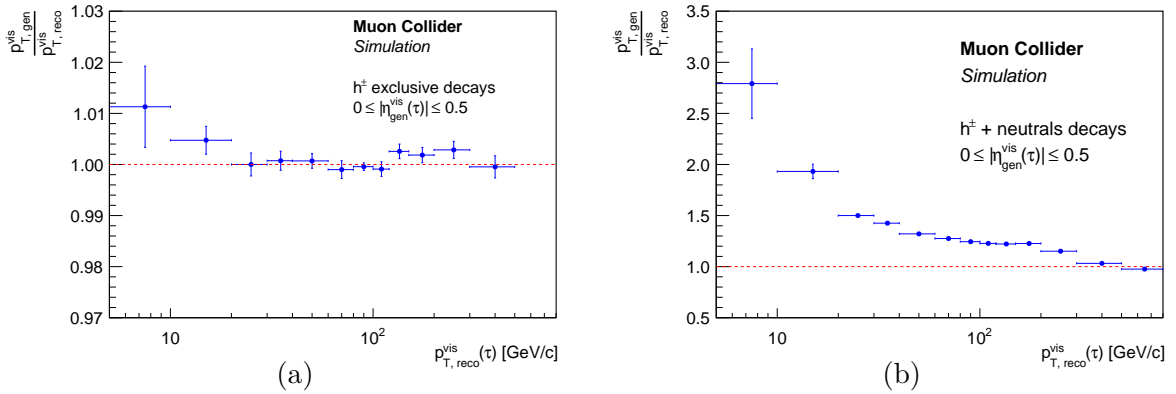 p^vis_T, gen / p^vis_T, reco
1.03
1.02
1.01
1.00
0.99
0.98
0.97
Muon Collider
Simulation
h± exclusive decays
0 ≤ |η^vis_gen(τ)| ≤ 0.5
10
10²
p^vis_T, reco(τ) [GeV/c]
(a)
p^vis_T, gen / p^vis_T, reco
3.5
3.0
2.5
2.0
1.5
1.0
0.5
Muon Collider
Simulation
h± + neutrals decays
0 ≤ |η^vis_gen(τ)| ≤ 0.5
10
10²
p^vis_T, reco(τ) [GeV/c]
(b)